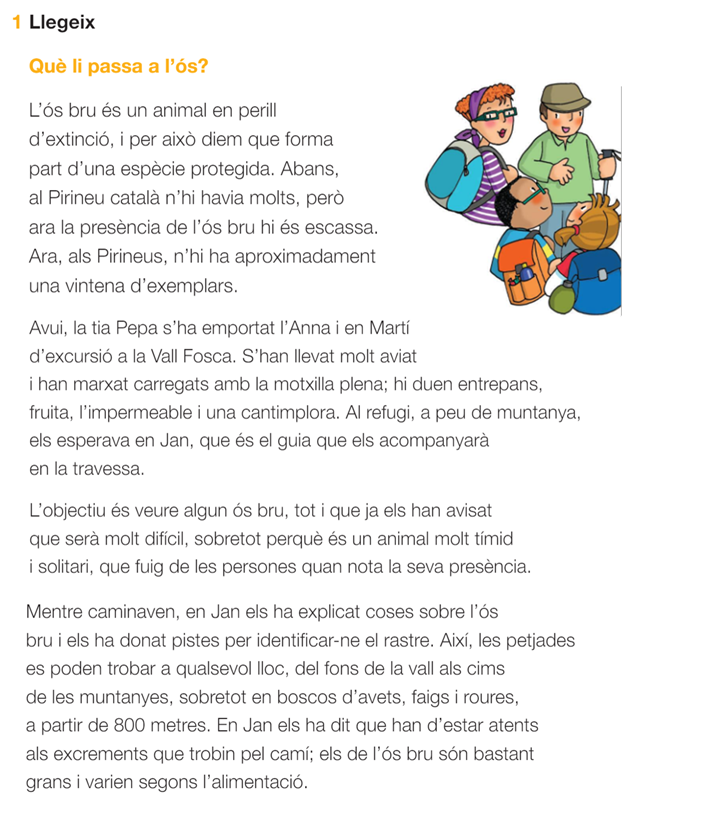 1 Llegeix
Què li passa a l’ós?
L’ós bru és un animal en perill
d’extinció, i per això diem que forma
part d’una espècie protegida. Abans,
al Pirineu català n’hi havia molts, però
ara la presència de l’ós bru hi és escassa.
Ara, als Pirineus, n’hi ha aproximadament
una vintena d’exemplars.
Avui, la tia Pepa s’ha emportat l’Anna i en Martí
d’excursió a la Vall Fosca. S’han llevat molt aviat
i han marxat carregats amb la motxilla plena; hi duen entrepans,
fruita, l’impermeable i una cantimplora. Al refugi, a peu de muntanya,
els esperava en Jan, que és el guia que els acompanyarà
en la travessa.
L’objectiu és veure algun ós bru, tot i que ja els han avisat
que serà molt difícil, sobretot perquè és un animal molt tímid
i solitari, que fuig de les persones quan nota la seva presència.
Mentre caminaven, en Jan els ha explicat coses sobre l’ós
bru i els ha donat pistes per identificar-ne el rastre. Així, les petjades
es poden trobar a qualsevol lloc, del fons de la vall als cims
de les muntanyes, sobretot en boscos d’avets, faigs i roures,
a partir de 800 metres. En Jan els ha dit que han d’estar atents
als excrements que trobin pel camí; els de l’ós bru són bastant
grans i varien segons l’alimentació.